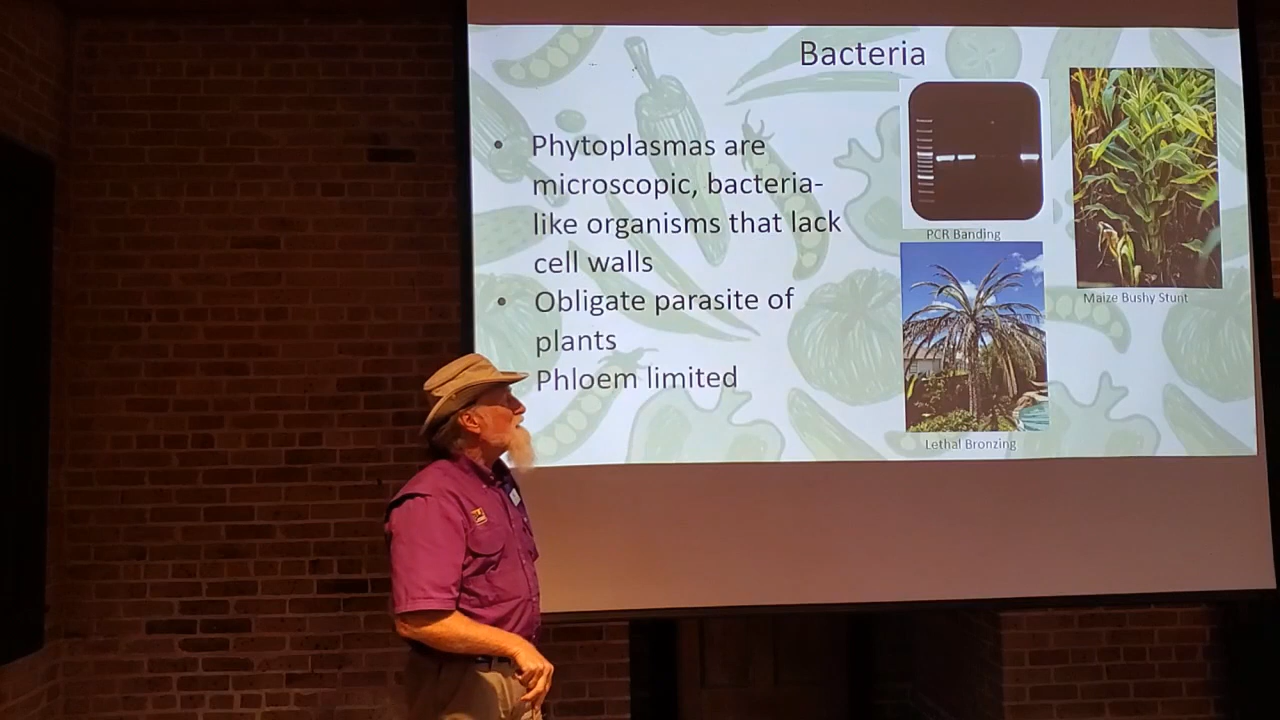 Bacteria
• Phytoplasmas are
microscopic, bacteria-
like organisms that lack
cell walls
• Obligate parasite of
plants
Phloem limited
PCR Banding
Maize Bushy Stunt
Lethal Bronzing